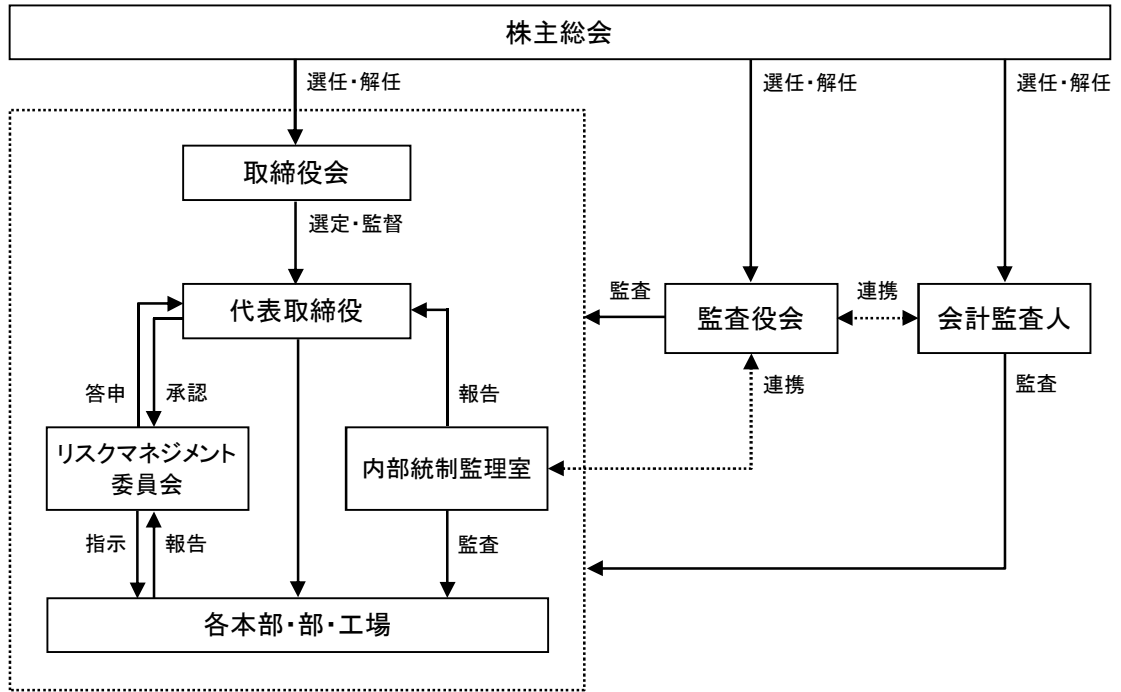 株主総会
選任・解任
選任・解任
選任・解任
取締役会
選定・監督
代表取締役
監査
監査役会
連携
会計監査人
答申
承認
報告
連携
監査
リスクマネジメント
委員会
内部統制監理室
指示
報告
監査
各本部・部・工場